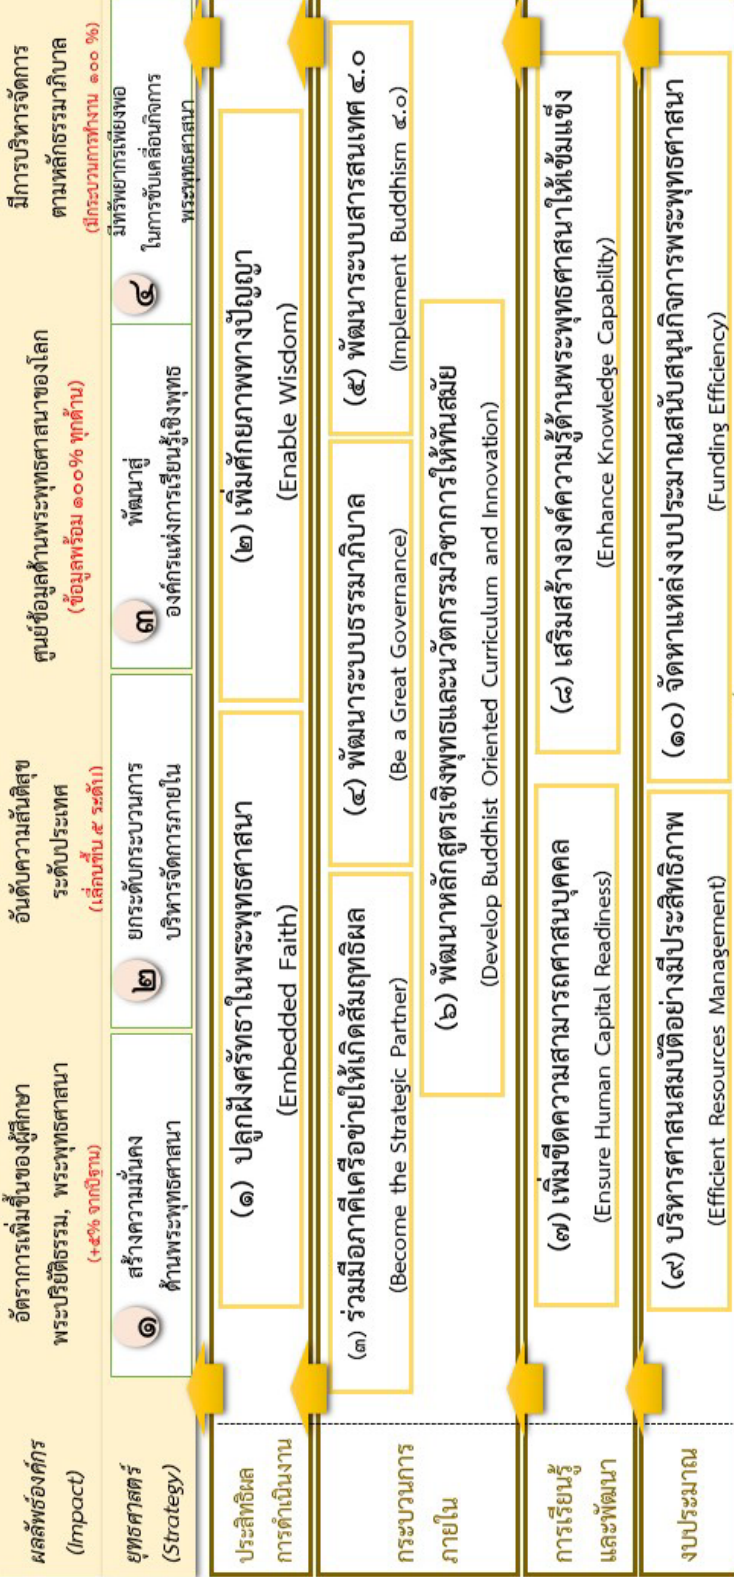 ผลลัพธ์องค์กร
(Impact)
อัตราการเพิ่มขึ้นของผู้ศึกษา
พระปริยัติธรรม, พระพุทธศาสนา
(+๕% จากปีฐาน)
อันดับความสันติสุข
ระดับประเทศ
(เลื่อนขึ้น ๕ ระดับ)
ศูนย์ข้อมูลด้านพระพุทธศาสนาของโลก
(ข้อมูลพร้อม ๑๐๐% ทุกด้าน)
มีการบริหารจัดการ
ตามหลักธรรมาภิบาล
(มีกระบวนการทำงาน ๑๐๐ %)
ยุทธศาสตร์
(Strategy)
๑
สร้างความมั่นคง
ด้านพระพุทธศาสนา
๒
ยกระดับกระบวนการ
บริหารจัดการภายใน
๓
พัฒนาสู่
องค์กรแห่งการเรียนรู้เชิงพุทธ
๔
มีทรัพยากรเพียงพอ
ในการขับเคลื่อนกิจการ
พระพุทธศาสนา
ประสิทธิผล
การดำเนินงาน
(๑) ปลูกฝังศรัทธาในพระพุทธศาสนา
(Embedded Faith)
(๒) เพิ่มศักยภาพทางปัญญา
(Enable Wisdom)
กระบวนการ
ภายใน
(๓) ร่วมมือภาคีเครือข่ายให้เกิดสัมฤทธิผล
(Become the Strategic Partner)
(๔) พัฒนาระบบธรรมาภิบาล
(Be a Great Governance)
(๕) พัฒนาระบบสารสนเทศ ๔.๐
(Implement Buddhism ๔.๐)
(๖) พัฒนาหลักสูตรเชิงพุทธและนวัตกรรมวิชาการให้ทันสมัย
(Develop Buddhist Oriented Curriculum and Innovation)
การเรียนรู้
และพัฒนา
(๗) เพิ่มขีดความสามารถศาสนบุคคล
(Ensure Human Capital Readiness)
(๘) เสริมสร้างองค์ความรู้ด้านพระพุทธศาสนาให้เข้มแข็ง
(Enhance Knowledge Capability)
งบประมาณ
(๙) บริหารศาสนสมบัติอย่างมีประสิทธิภาพ
(Efficient Resources Management)
(๑๐) จัดหาแหล่งงบประมาณสนับสนุนกิจการพระพุทธศาสนา
(Funding Efficiency)